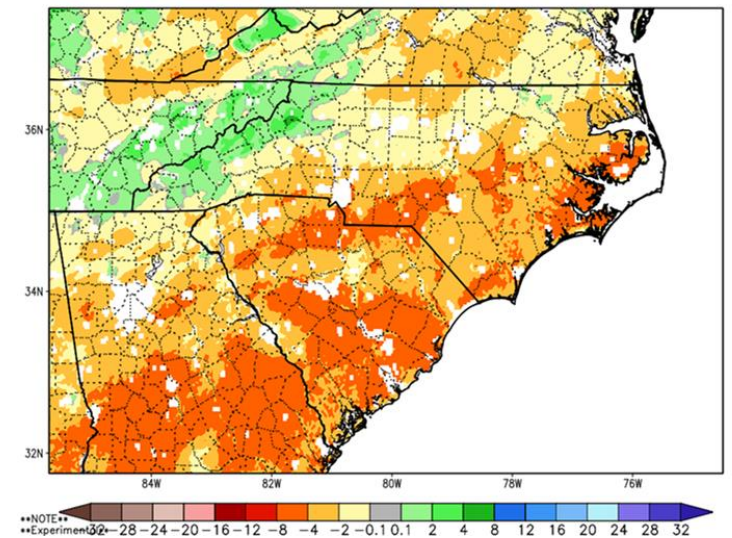 36N
34N
32N
84W 82W 80W 78W 76W
**NOTE**
**Experimental -32 -28 -24 -20 -16 -12 -8 -4 -2 -0.1 0.1 2 4 8 12 16 20 24 28 32